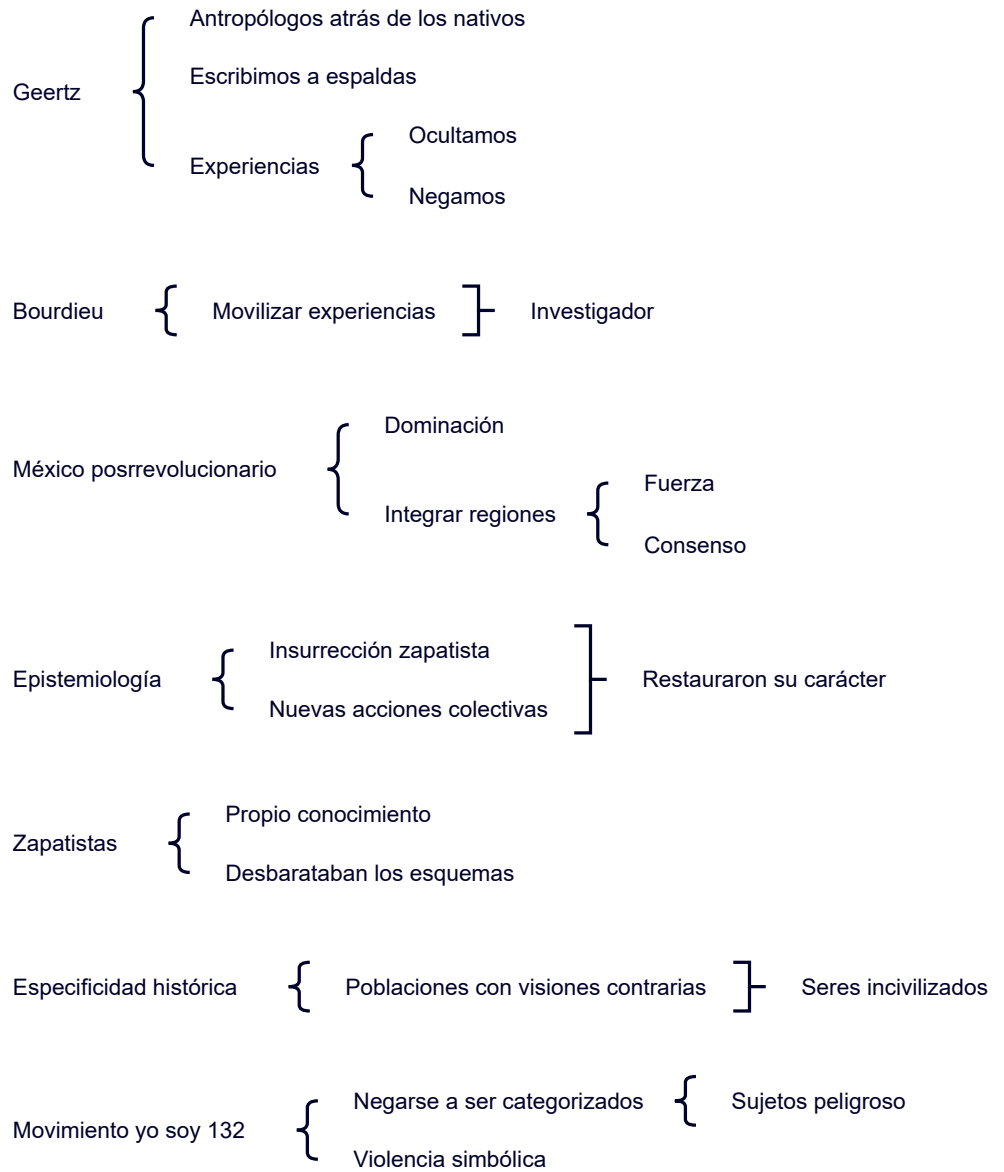 Geertz
Antropólogos atrás de los nativos
Escribimos a espaldas
Experiencias
Ocultamos
Negamos
Bourdieu
Movilizar experiencias
Investigador
México posrrevolucionario
Dominación
Integrar regiones
Fuerza
Consenso
Epistemiología
Insurrección zapatista
Nuevas acciones colectivas
Restauraron su carácter
Zapatistas
Propio conocimiento
Desbarataban los esquemas
Especificidad histórica
Poblaciones con visiones contrarias
Seres incivilizados
Movimiento yo soy 132
Negarse a ser categorizados
Sujetos peligroso
Violencia simbólica